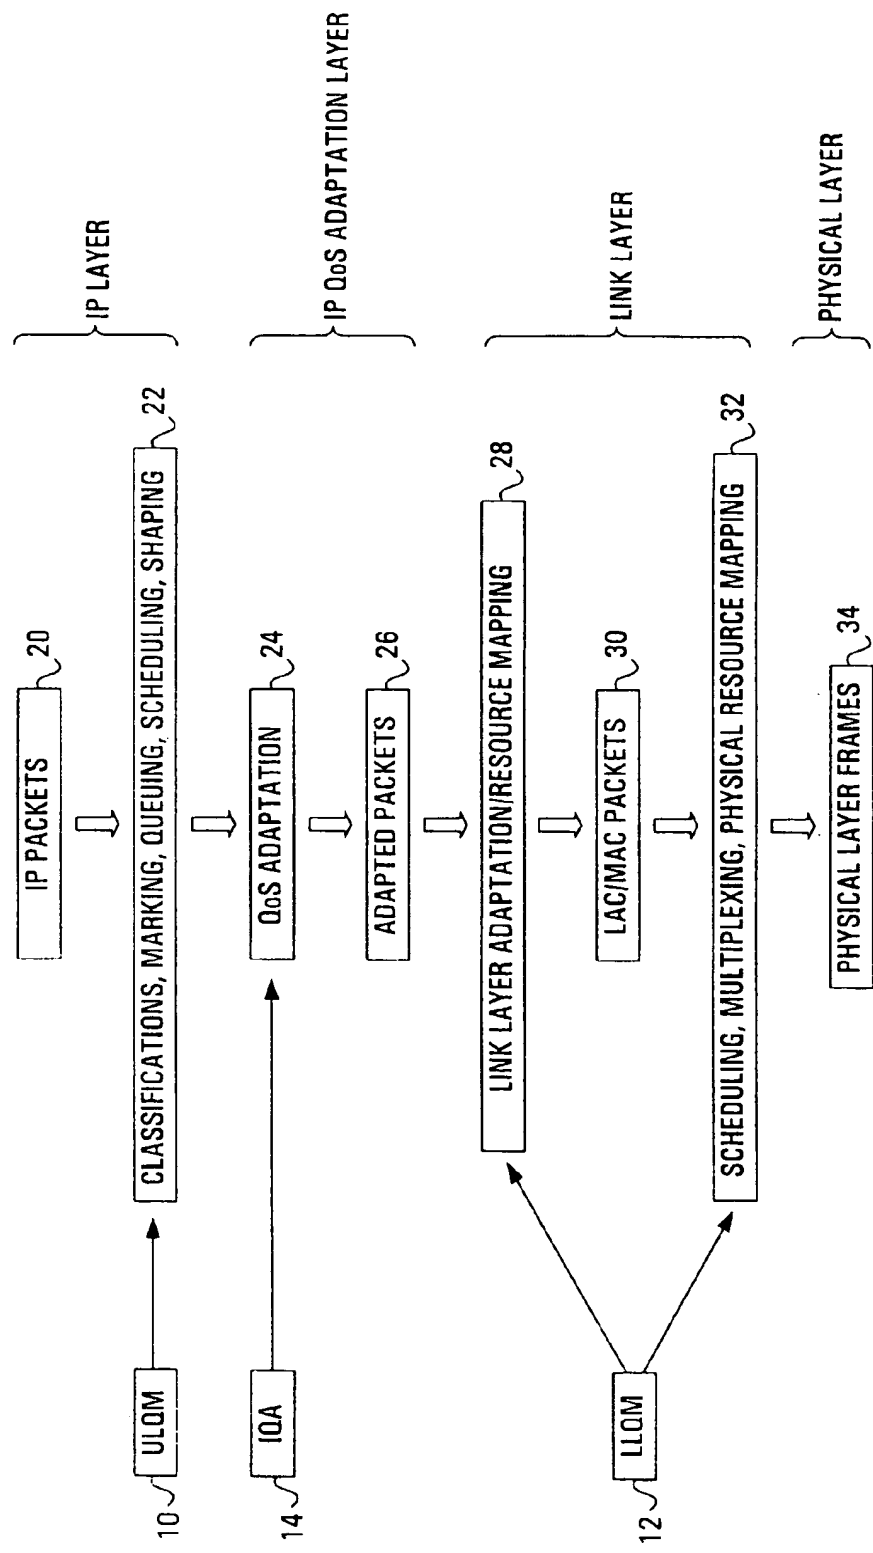 IP PACKETS
20
IP LAYER
10
ULQM
CLASSIFICATIONS, MARKING, QUEUING, SCHEDULING, SHAPING
22
14
IQA
QoS ADAPTATION
24
IP QoS ADAPTATION LAYER
ADAPTED PACKETS
26
LINK LAYER ADAPTATION/RESOURCE MAPPING
28
12
LLQM
LAC/MAC PACKETS
30
LINK LAYER
SCHEDULING, MULTIPLEXING, PHYSICAL RESOURCE MAPPING
32
PHYSICAL LAYER FRAMES
34
PHYSICAL LAYER